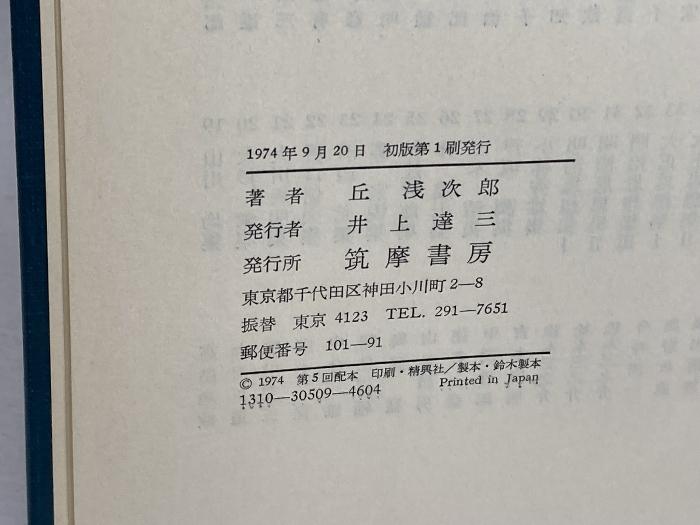 1974年9月20日 初版第1刷発行
著者 丘浅次郎
発行者 井上達三
発行所 筑摩書房
東京都千代田区神田小川町2—8
振替 東京 4123 TEL. 291—7651
郵便番号 101—91
© 1974 第5回配本 印刷・精興社/製本・鈴木製本
1310—30509—4604 Printed in Japan